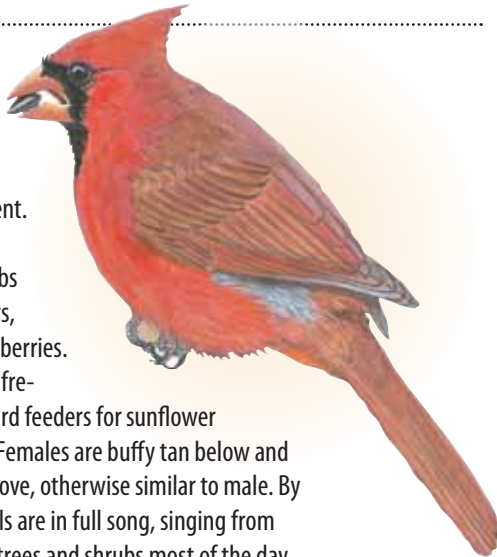 ent.
bs
rs,
berries.
fre-
rd feeders for sunflower
Females are buffy tan below and
ove, otherwise similar to male. By
ls are in full song, singing from
trees and shrubs most of the day